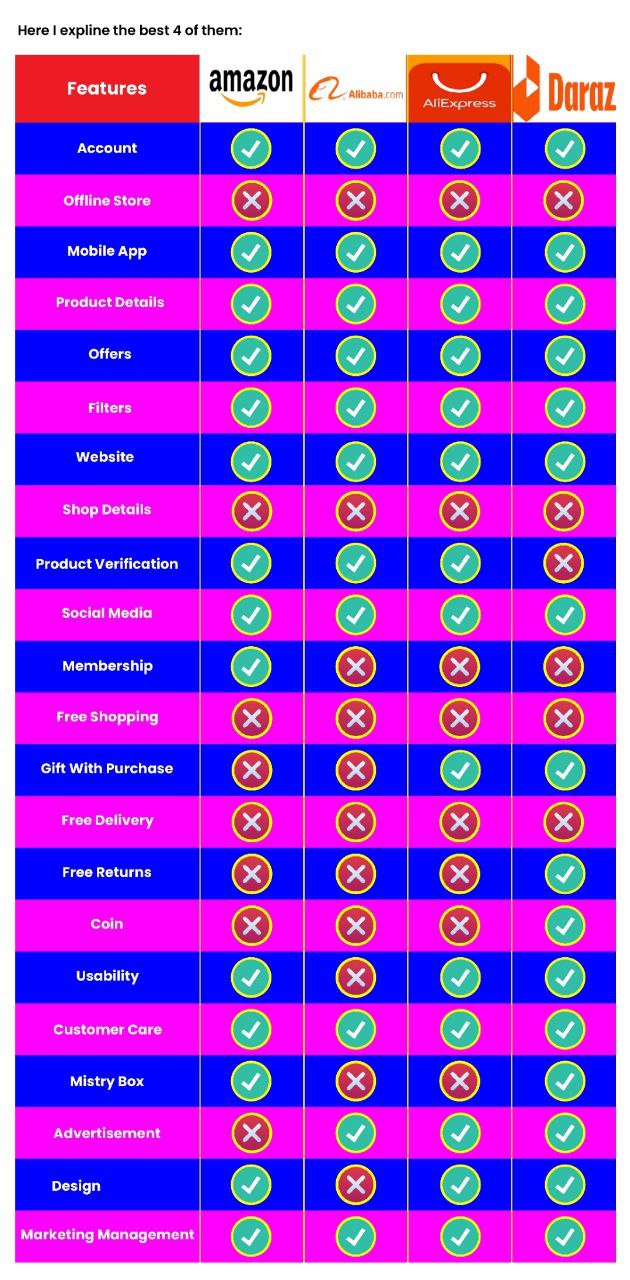 Here I expline the best 4 of them:
Features amazon Alibaba.com AliExpress Daraz
Account
Offline Store
Mobile App
Product Details
Offers
Filters
Website
Shop Details
Product Verification
Social Media
Membership
Free Shopping
Gift With Purchase
Free Delivery
Free Returns
Coin
Usability
Customer Care
Mistry Box
Advertisement
Design
Marketing Management